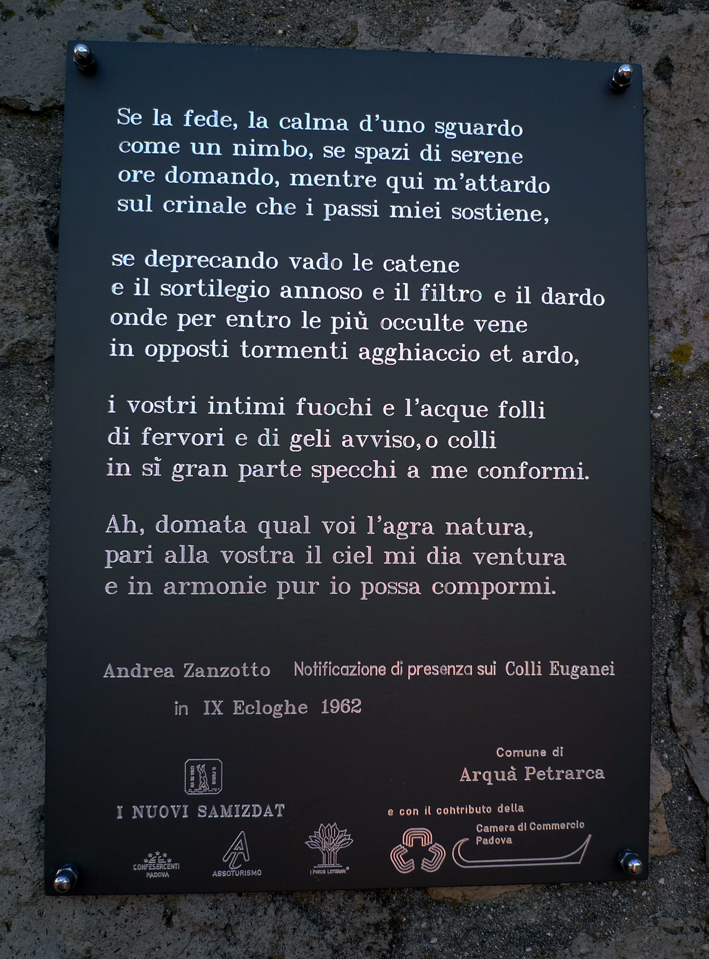 Se la fede, la calma d'uno sguardo
come un nimbo, se spazi di serene
ore domando, mentre qui m'attardo
sul crinale che i passi miei sostiene,
se deprecando vado le catene
e il sortilegio annoso e il filtro e il dardo
onde per entro le più occulte vene
in opposti tormenti agghiaccio et ardo,
i vostri intimi fuochi e l'acque folli
di fervori e di geli avviso, o colli
in sì gran parte specchi a me conformi.
Ah, domata qual voi l'agra natura,
pari alla vostra il ciel mi dia ventura
e in armonie pur io possa compormi.
Andrea Zanzotto Notificazione di presenza sui Colli Euganei
in IX Ecloghe 1962
Comune di
Arquà Petrarca
I NUOVI SAMIZDAT
e con il contributo della
Camera di Commercio
Padova
CONFESERCENTI
PADOVA
ABSOTURISMO
I PARCHI LETTERARI